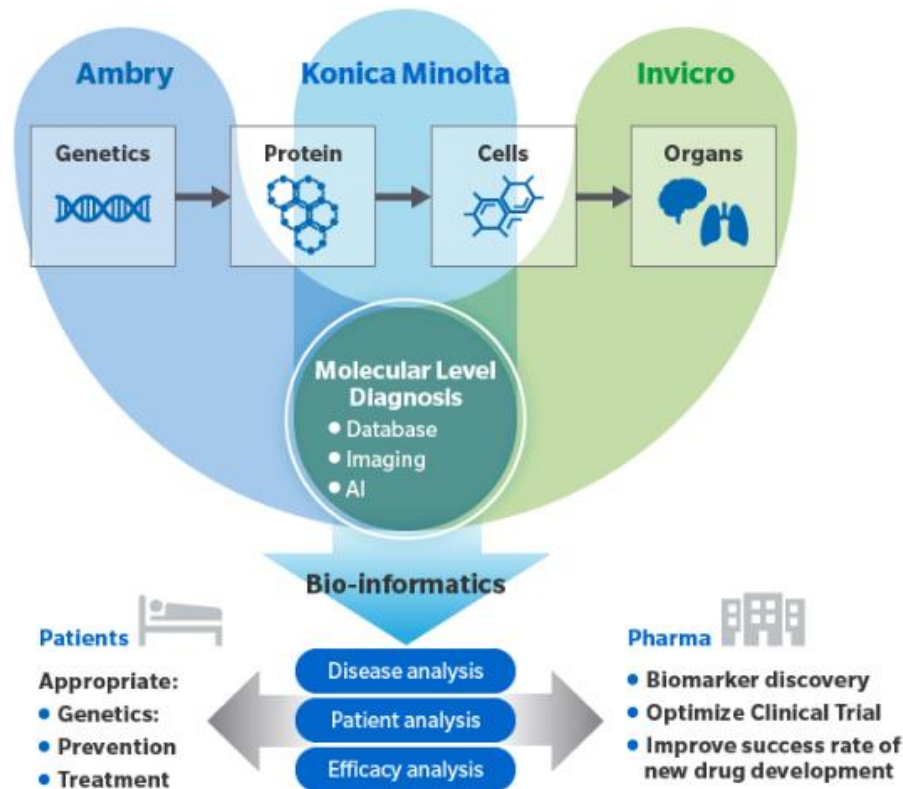 Ambry
Konica Minolta
Invicro
Genetics
Protein
Cells
Organs
Molecular Level
Diagnosis
● Database
● Imaging
● AI
Bio-informatics
Patients
Appropriate:
● Genetics:
● Prevention
● Treatment
Disease analysis
Patient analysis
Efficacy analysis
Pharma
● Biomarker discovery
● Optimize Clinical Trial
● Improve success rate of
new drug development